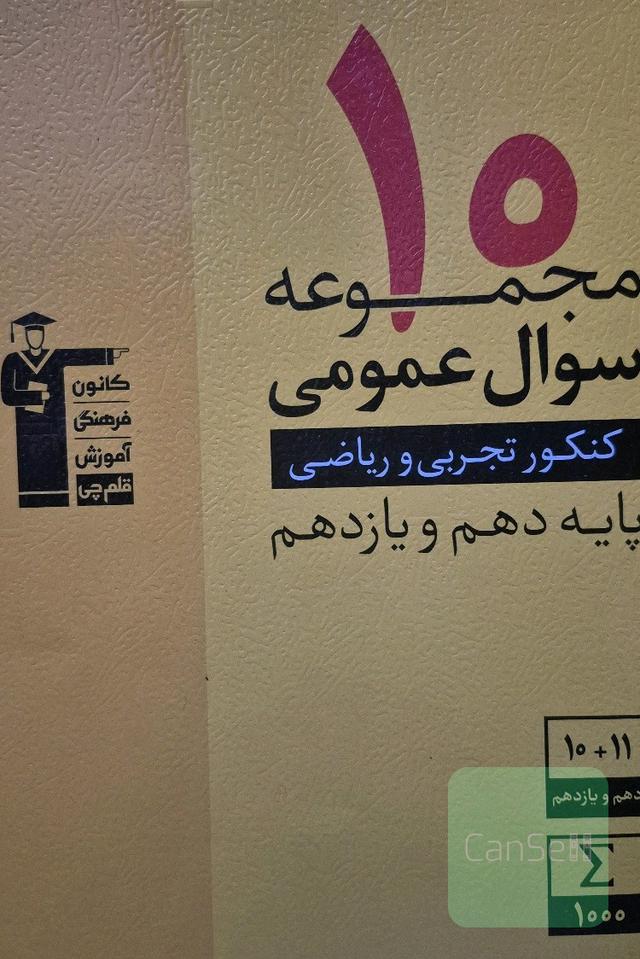 ۱۰
مجموعه
سوال عمومی
کنکور تجربی و ریاضی
پایه دهم و یازدهم
کانون
فرهنگی
آموزش
قلم‌چی
۱۰+۱۱
دهم و یازدهم
CanSell
Σ
۱۰۰۰